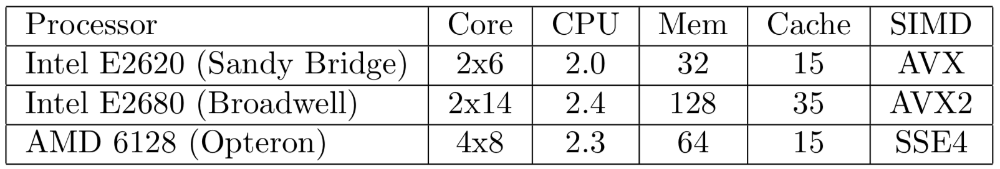 Processor Core CPU Mem Cache SIMD
Intel E2620 (Sandy Bridge) 2x6 2.0 32 15 AVX
Intel E2680 (Broadwell) 2x14 2.4 128 35 AVX2
AMD 6128 (Opteron) 4x8 2.3 64 15 SSE4